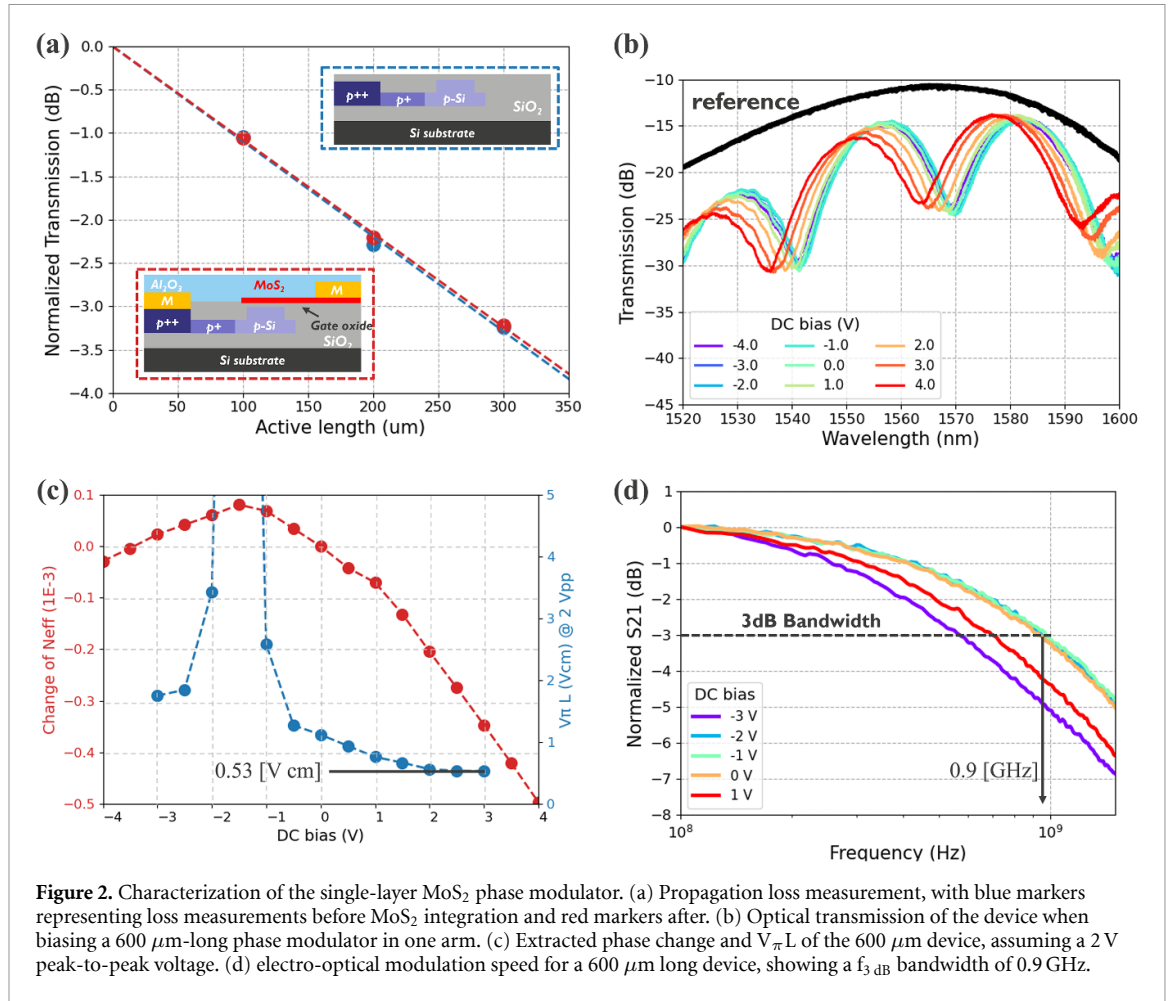 (a)
0.0
−0.5
−1.0
−1.5
−2.0
−2.5
−3.0
−3.5
−4.0
Normalized Transmission (dB)
p++
p+
p-Si
SiO₂
Si substrate
Al₂O₃
MoS₂
M
M
p++
p+
p-Si
Gate oxide
SiO₂
Si substrate
0 50 100 150 200 250 300 350
Active length (um)
(b)
−10
−15
−20
−25
−30
−35
−40
−45
Transmission (dB)
reference
DC bias (V)
-4.0 -1.0 2.0
-3.0 0.0 3.0
-2.0 1.0 4.0
1520 1530 1540 1550 1560 1570 1580 1590 1600
Wavelength (nm)
(c)
0.1
0.0
−0.1
−0.2
−0.3
−0.4
−0.5
Change of Neff (1E-3)
5
4
3
2
1
0
Vπ L (Vcm) @ 2 Vpp
0.53 [V cm]
−4 −3 −2 −1 0 1 2 3 4
DC bias (V)
(d)
1
0
−1
−2
−3
−4
−5
−6
−7
−8
Normalized S21 (dB)
3dB Bandwidth
DC bias
-3 V
-2 V
-1 V
0 V
1 V
0.9 [GHz]
10⁸ 10⁹
Frequency (Hz)
Figure 2. Characterization of the single-layer MoS₂ phase modulator. (a) Propagation loss measurement, with blue markers
representing loss measurements before MoS₂ integration and red markers after. (b) Optical transmission of the device when
biasing a 600 μm-long phase modulator in one arm. (c) Extracted phase change and VπL of the 600 μm device, assuming a 2 V
peak-to-peak voltage. (d) electro-optical modulation speed for a 600 μm long device, showing a f₃ dB bandwidth of 0.9 GHz.